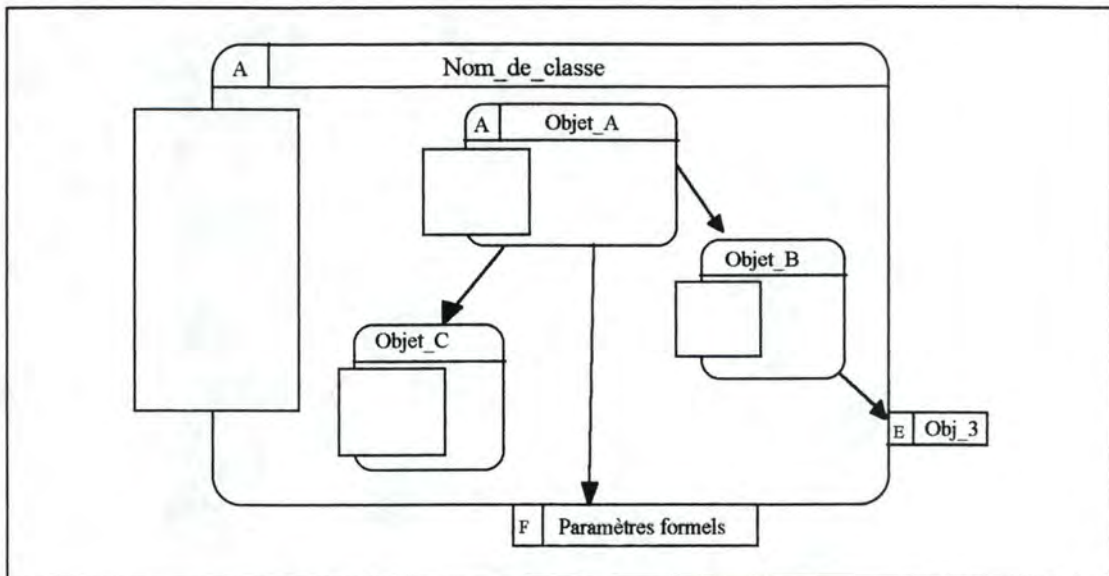 A Nom_de_classe
A Objet_A
Objet_B
Objet_C
E Obj_3
F Paramètres formels